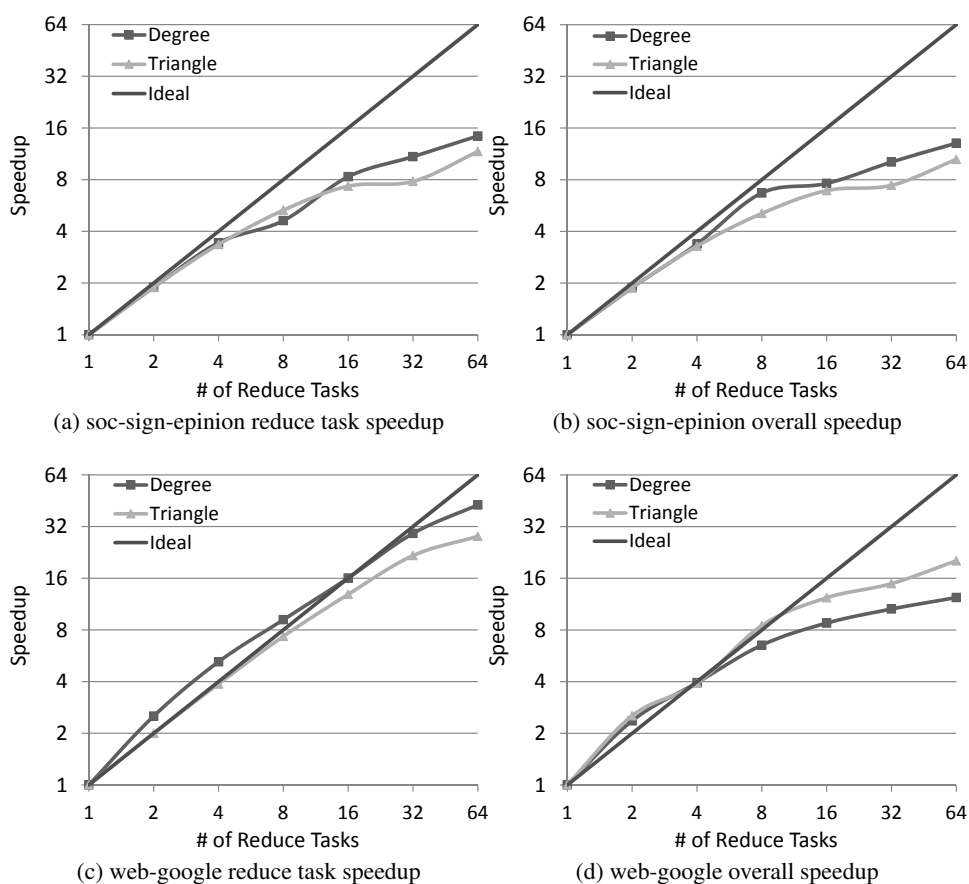 64
32
16
8
4
2
1
Speedup
Degree
Triangle
Ideal
1 2 4 8 16 32 64
# of Reduce Tasks
(a) soc-sign-epinion reduce task speedup
64
32
16
8
4
2
1
Speedup
Degree
Triangle
Ideal
1 2 4 8 16 32 64
# of Reduce Tasks
(b) soc-sign-epinion overall speedup
64
32
16
8
4
2
1
Speedup
Degree
Triangle
Ideal
1 2 4 8 16 32 64
# of Reduce Tasks
(c) web-google reduce task speedup
64
32
16
8
4
2
1
Speedup
Degree
Triangle
Ideal
1 2 4 8 16 32 64
# of Reduce Tasks
(d) web-google overall speedup